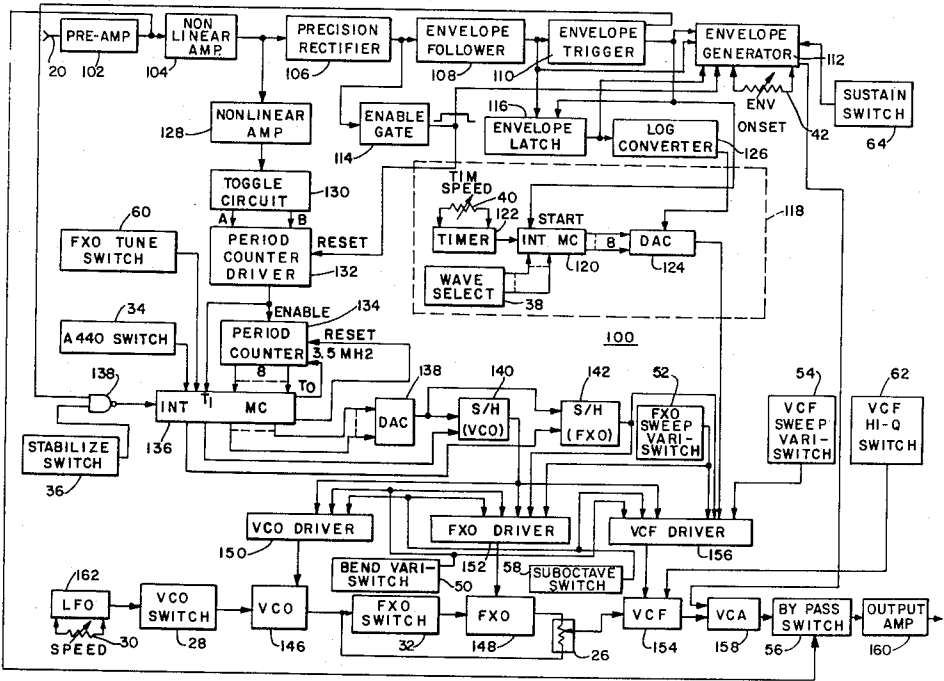 20
PRE-AMP
102
NON
LINEAR
AMP.
104
PRECISION
RECTIFIER
106
ENVELOPE
FOLLOWER
108
ENVELOPE
TRIGGER
110
ENVELOPE
GENERATOR
112
ENV
ONSET
42
SUSTAIN
SWITCH
64
NONLINEAR
AMP
128
ENABLE
GATE
114
116
ENVELOPE
LATCH
LOG
CONVERTER
126
TOGGLE
CIRCUIT
130
A
B
PERIOD
COUNTER
DRIVER
132
RESET
60
FXO TUNE
SWITCH
TIM
SPEED
40
TIMER
122
START
INT MC
120
8
DAC
124
118
WAVE
SELECT
38
34
A 440 SWITCH
ENABLE
134
PERIOD
COUNTER
RESET
3.5 MH2
8
TO
100
138
INT T1 MC
136
STABILIZE
SWITCH
36
138
DAC
140
S/H
(VCO)
142
S/H
(FXO)
52
FXO
SWEEP
VARI-
SWITCH
54
VCF
SWEEP
VARI-
SWITCH
62
VCF
HI-Q
SWITCH
VCO DRIVER
150
FXO DRIVER
152
VCF DRIVER
156
BEND VARI-
SWITCH
50
58
SUBOCTAVE
SWITCH
162
LFO
SPEED
30
VCO
SWITCH
28
VCO
146
FXO
SWITCH
32
FXO
148
26
VCF
154
VCA
158
BY PASS
SWITCH
56
OUTPUT
AMP
160